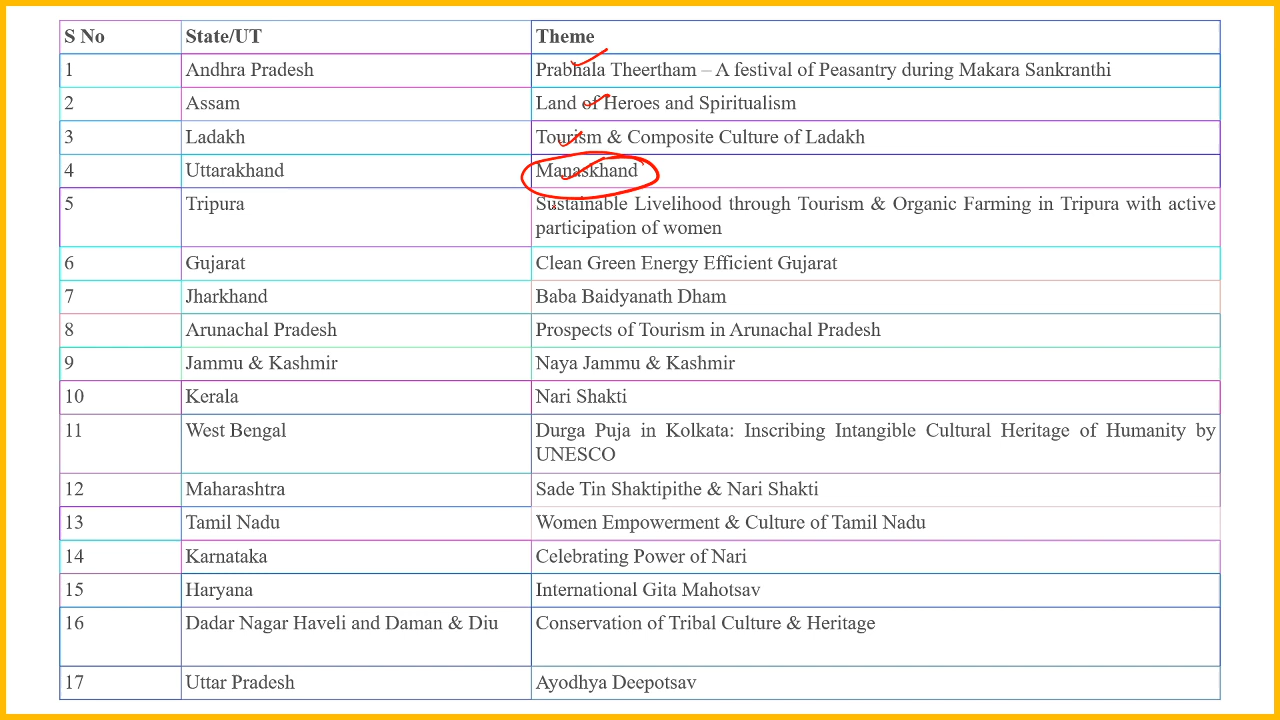 S No State/UT Theme
1 Andhra Pradesh Prabhala Theertham – A festival of Peasantry during Makara Sankranthi
2 Assam Land of Heroes and Spiritualism
3 Ladakh Tourism & Composite Culture of Ladakh
4 Uttarakhand Manaskhand
5 Tripura Sustainable Livelihood through Tourism & Organic Farming in Tripura with active
participation of women
6 Gujarat Clean Green Energy Efficient Gujarat
7 Jharkhand Baba Baidyanath Dham
8 Arunachal Pradesh Prospects of Tourism in Arunachal Pradesh
9 Jammu & Kashmir Naya Jammu & Kashmir
10 Kerala Nari Shakti
11 West Bengal Durga Puja in Kolkata: Inscribing Intangible Cultural Heritage of Humanity by
UNESCO
12 Maharashtra Sade Tin Shaktipithe & Nari Shakti
13 Tamil Nadu Women Empowerment & Culture of Tamil Nadu
14 Karnataka Celebrating Power of Nari
15 Haryana International Gita Mahotsav
16 Dadar Nagar Haveli and Daman & Diu Conservation of Tribal Culture & Heritage
17 Uttar Pradesh Ayodhya Deepotsav